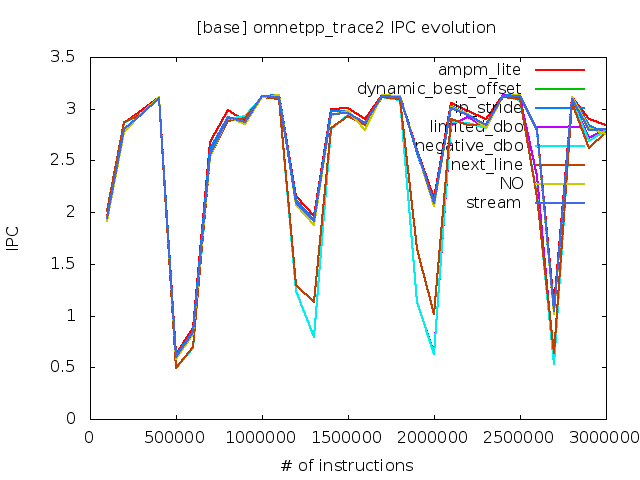 [base] omnetpp_trace2 IPC evolution
3.5
3
2.5
2
1.5
1
0.5
0
IPC
ampm_lite
dynamic_best_offset
ip_stride
limited_dbo
negative_dbo
next_line
NO
stream
0 500000 1000000 1500000 2000000 2500000 3000000
# of instructions